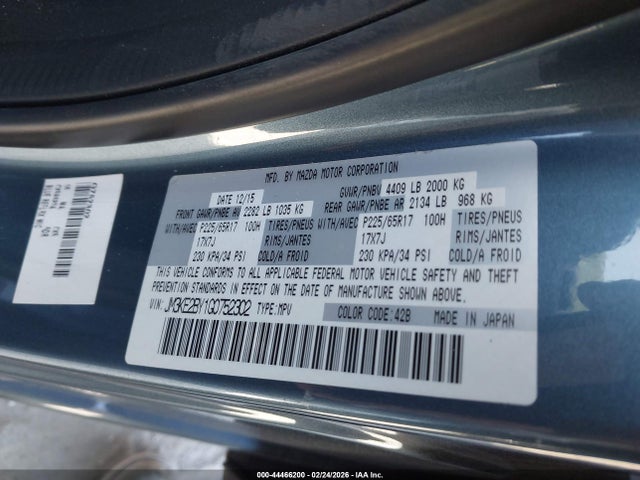 MFD. BY MAZDA MOTOR CORPORATION
DATE 12/15 GVWR/PNBV 4409 LB 2000 KG
FRONT GAWR/PNBE AV 2282 LB 1035 KG REAR GAWR/PNBE AR 2134 LB 968 KG
WITH/AVEC P225/65R17 100H TIRES/PNEUS WITH/AVEC P225/65R17 100H TIRES/PNEUS
17X7J RIMS/JANTES 17X7J RIMS/JANTES
230 KPA/34 PSI COLD/A FROID 230 KPA/34 PSI COLD/A FROID
THIS VEHICLE CONFORMS TO ALL APPLICABLE FEDERAL MOTOR VEHICLE SAFETY AND THEFT
PREVENTION STANDARDS IN EFFECT ON THE DATE OF MANUFACTURE SHOWN ABOVE.
VIN: JM3KE2BY1G0752302 TYPE:MPV COLOR CODE:42B MADE IN JAPAN
000-44466200 - 02/24/2026 - IAA Inc.